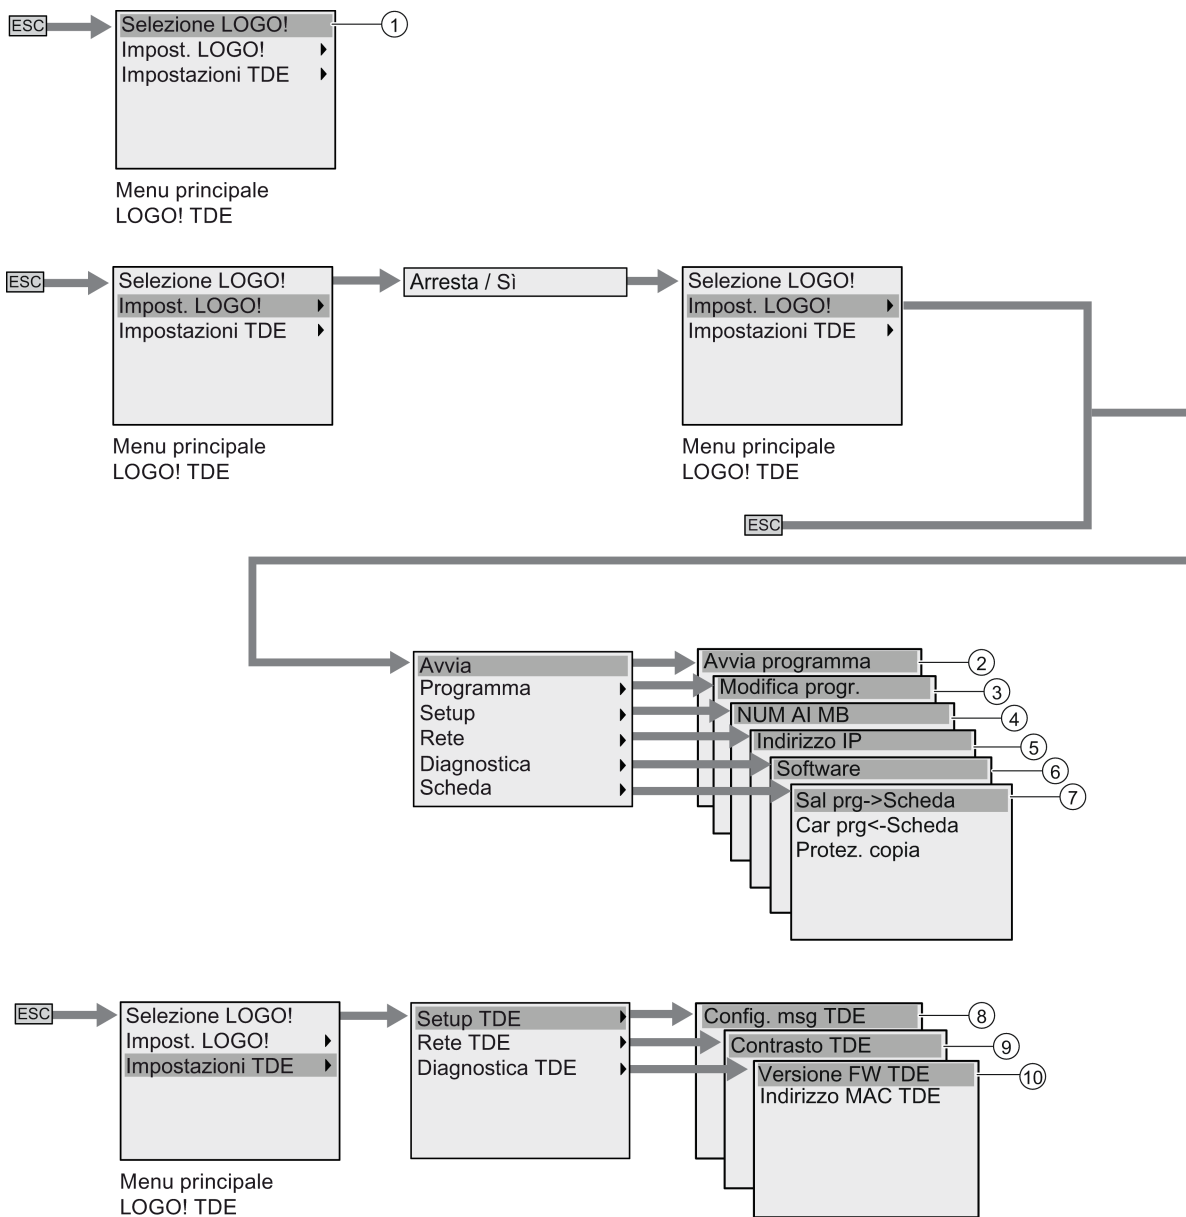 ESC
Selezione LOGO!
1
Impost. LOGO!
Impostazioni TDE
Menu principale
LOGO! TDE
ESC
Selezione LOGO!
Impost. LOGO!
Impostazioni TDE
Menu principale
LOGO! TDE
Arresta / Sì
Selezione LOGO!
Impost. LOGO!
Impostazioni TDE
Menu principale
LOGO! TDE
ESC
Avvia
Programma
Setup
Rete
Diagnostica
Scheda
Avvia programma
2
Modifica progr.
3
NUM AI MB
4
Indirizzo IP
5
Software
6
Sal prg->Scheda
7
Car prg<-Scheda
Protez. copia
ESC
Selezione LOGO!
Impost. LOGO!
Impostazioni TDE
Menu principale
LOGO! TDE
Setup TDE
Rete TDE
Diagnostica TDE
Config. msg TDE
8
Contrasto TDE
9
Versione FW TDE
10
Indirizzo MAC TDE